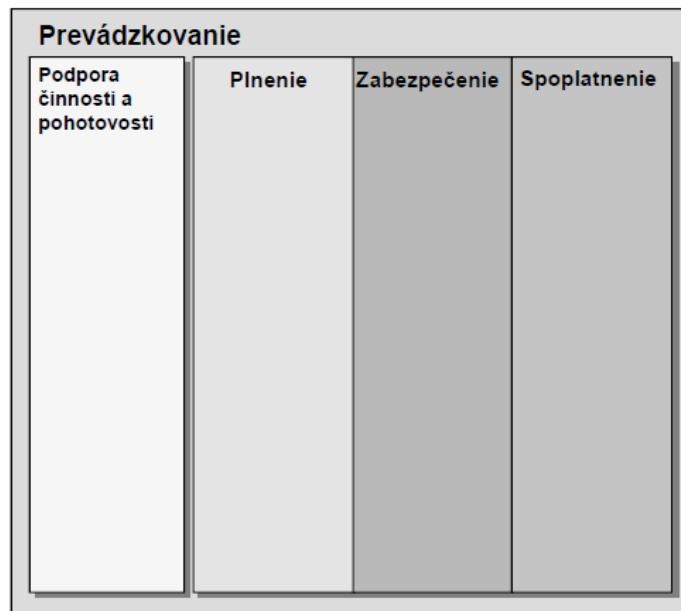 Prevádzkovanie
Podpora
činnosti a
pohotovosti
Plnenie
Zabezpečenie
Spoplatnenie